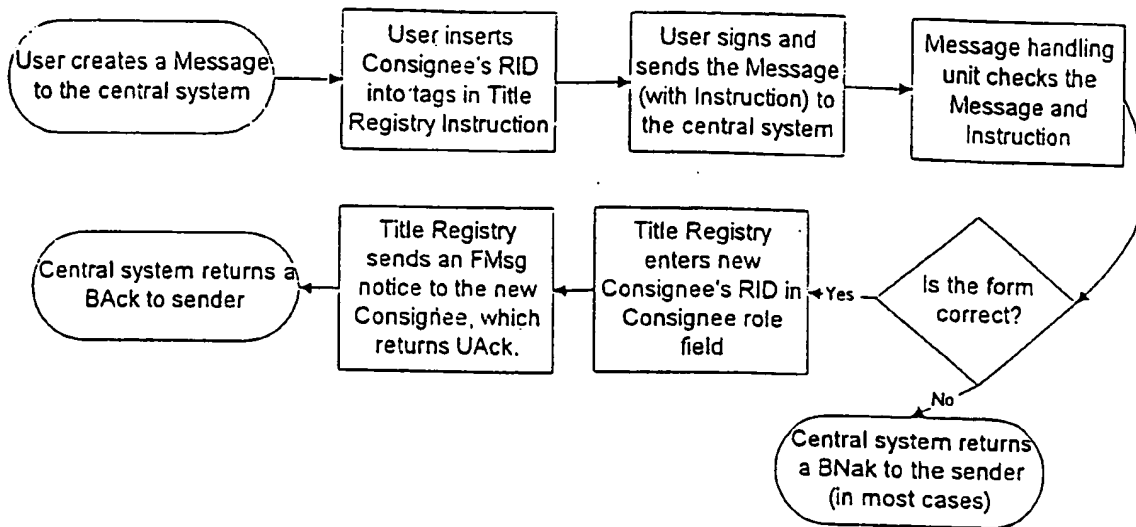 User creates a Message
to the central system
User inserts
Consignee's RID
into tags in Title
Registry Instruction
User signs and
sends the Message
(with Instruction) to
the central system
Message handling
unit checks the
Message and
Instruction
Is the form
correct?
Yes
Title Registry
enters new
Consignee's RID in
Consignee role
field
Title Registry
sends an FMsg
notice to the new
Consignee, which
returns UAck.
Central system returns a
BAck to sender
No
Central system returns
a BNak to the sender
(in most cases)